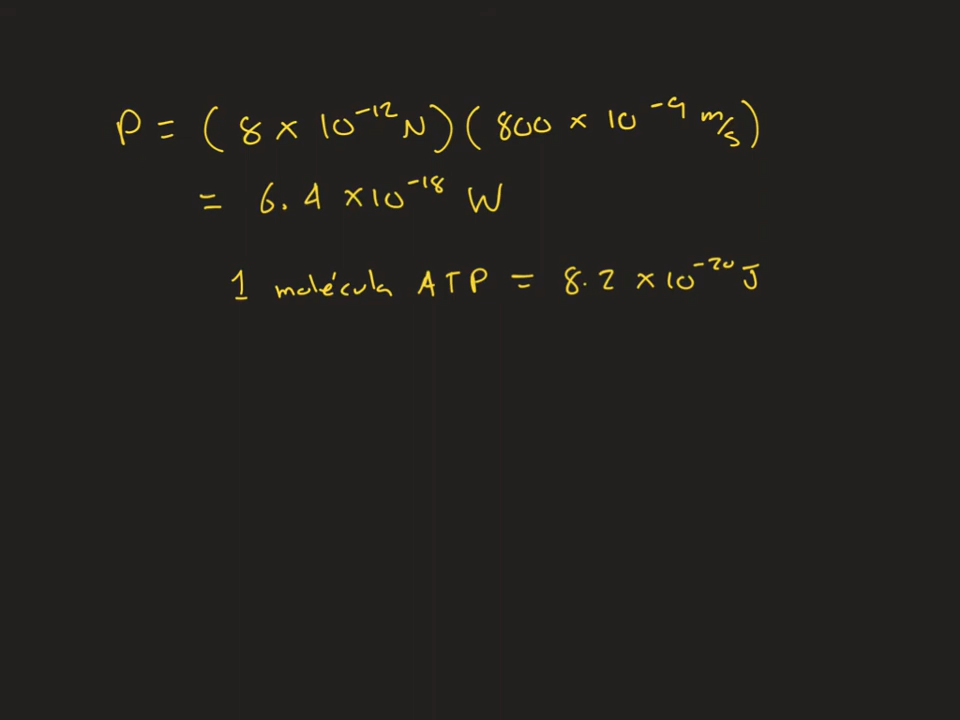 P = (8 × 10⁻¹² N)(800 × 10⁻⁹ m/s)
= 6.4 × 10⁻¹⁸ W
1 molécula ATP = 8.2 × 10⁻²⁰ J